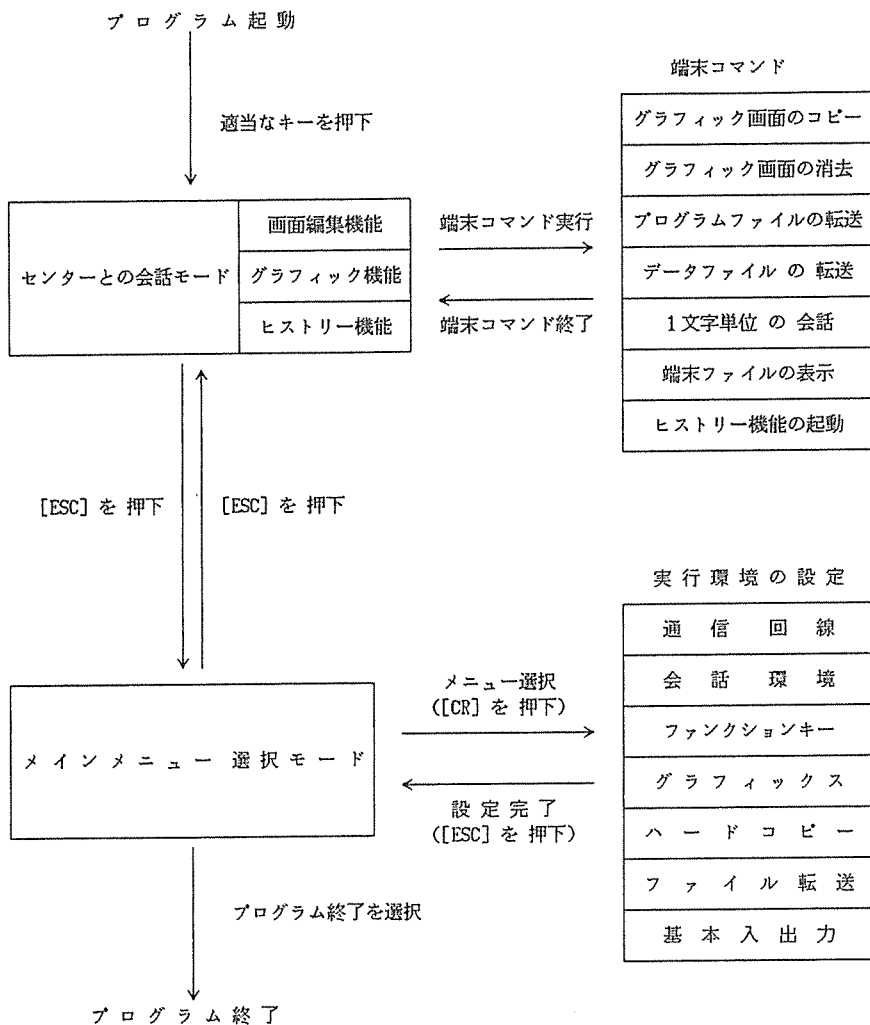 プログラム起動
適当なキーを押下
センターとの会話モード
画面編集機能
グラフィック機能
ヒストリー機能
端末コマンド実行
端末コマンド終了
端末コマンド
グラフィック画面のコピー
グラフィック画面の消去
プログラムファイルの転送
データファイル の 転送
1文字単位 の 会話
端末ファイルの表示
ヒストリー機能の起動
[ESC] を 押下
[ESC] を 押下
メインメニュー 選択モード
メニュー選択
([CR] を 押下)
設定完了
([ESC] を 押下)
実行環境の設定
通信 回線
会話 環境
ファンクションキー
グラフィックス
ハードコピー
ファイル転送
基本入出力
プログラム終了を選択
プログラム終了